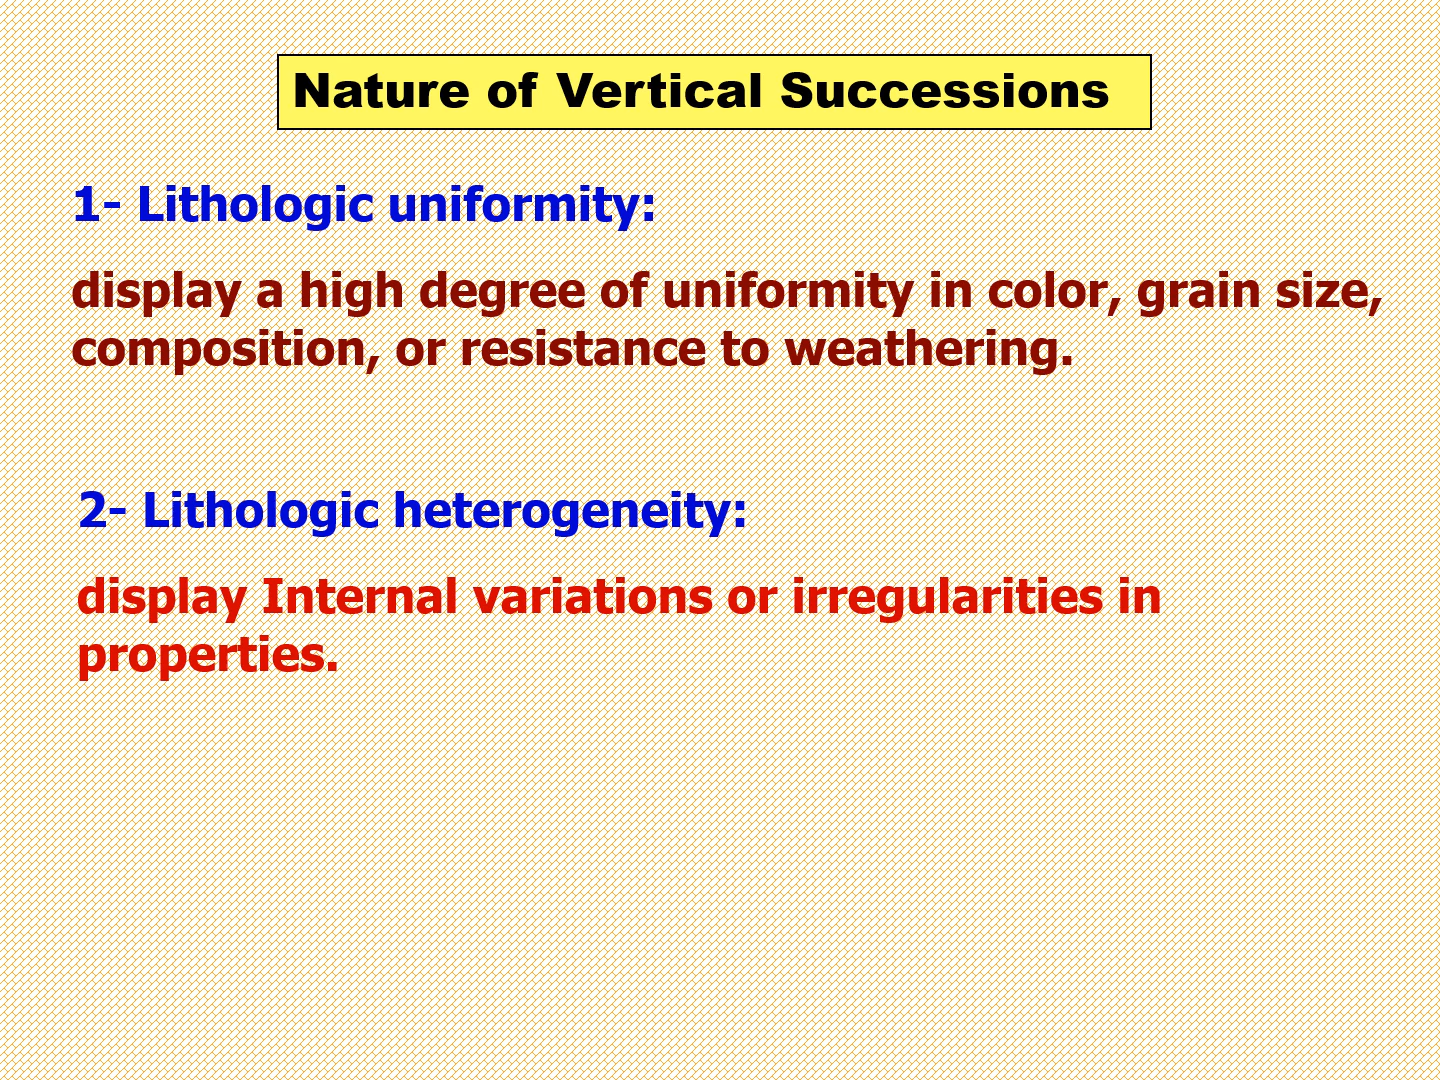 Nature of Vertical Successions
1- Lithologic uniformity:
display a high degree of uniformity in color, grain size,
composition, or resistance to weathering.
2- Lithologic heterogeneity:
display Internal variations or irregularities in
properties.